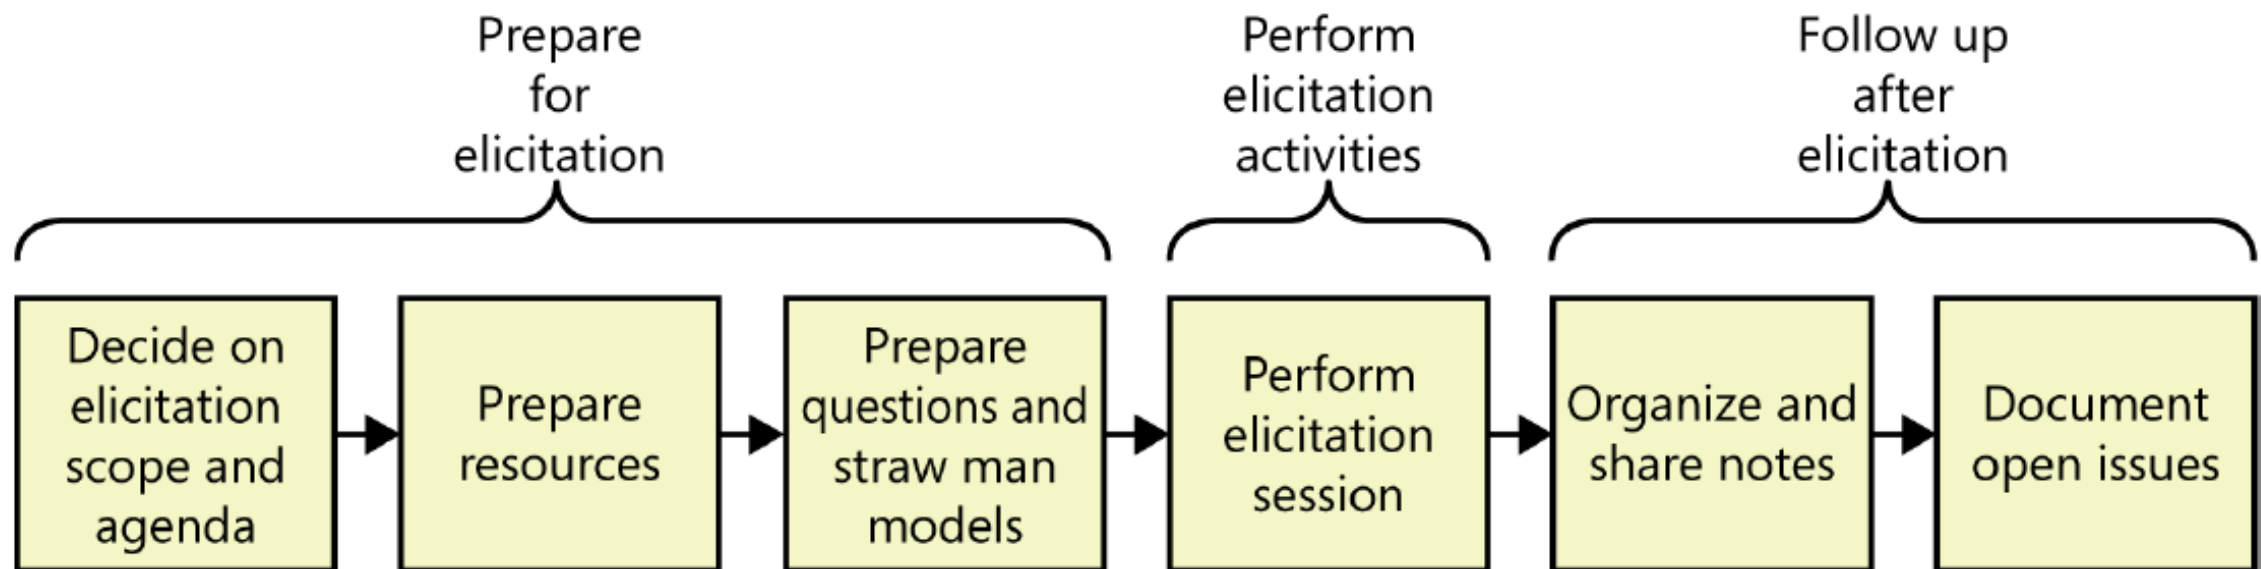 Prepare
for
elicitation
Perform
elicitation
activities
Follow up
after
elicitation
Decide on
elicitation
scope and
agenda
Prepare
resources
Prepare
questions and
straw man
models
Perform
elicitation
session
Organize and
share notes
Document
open issues